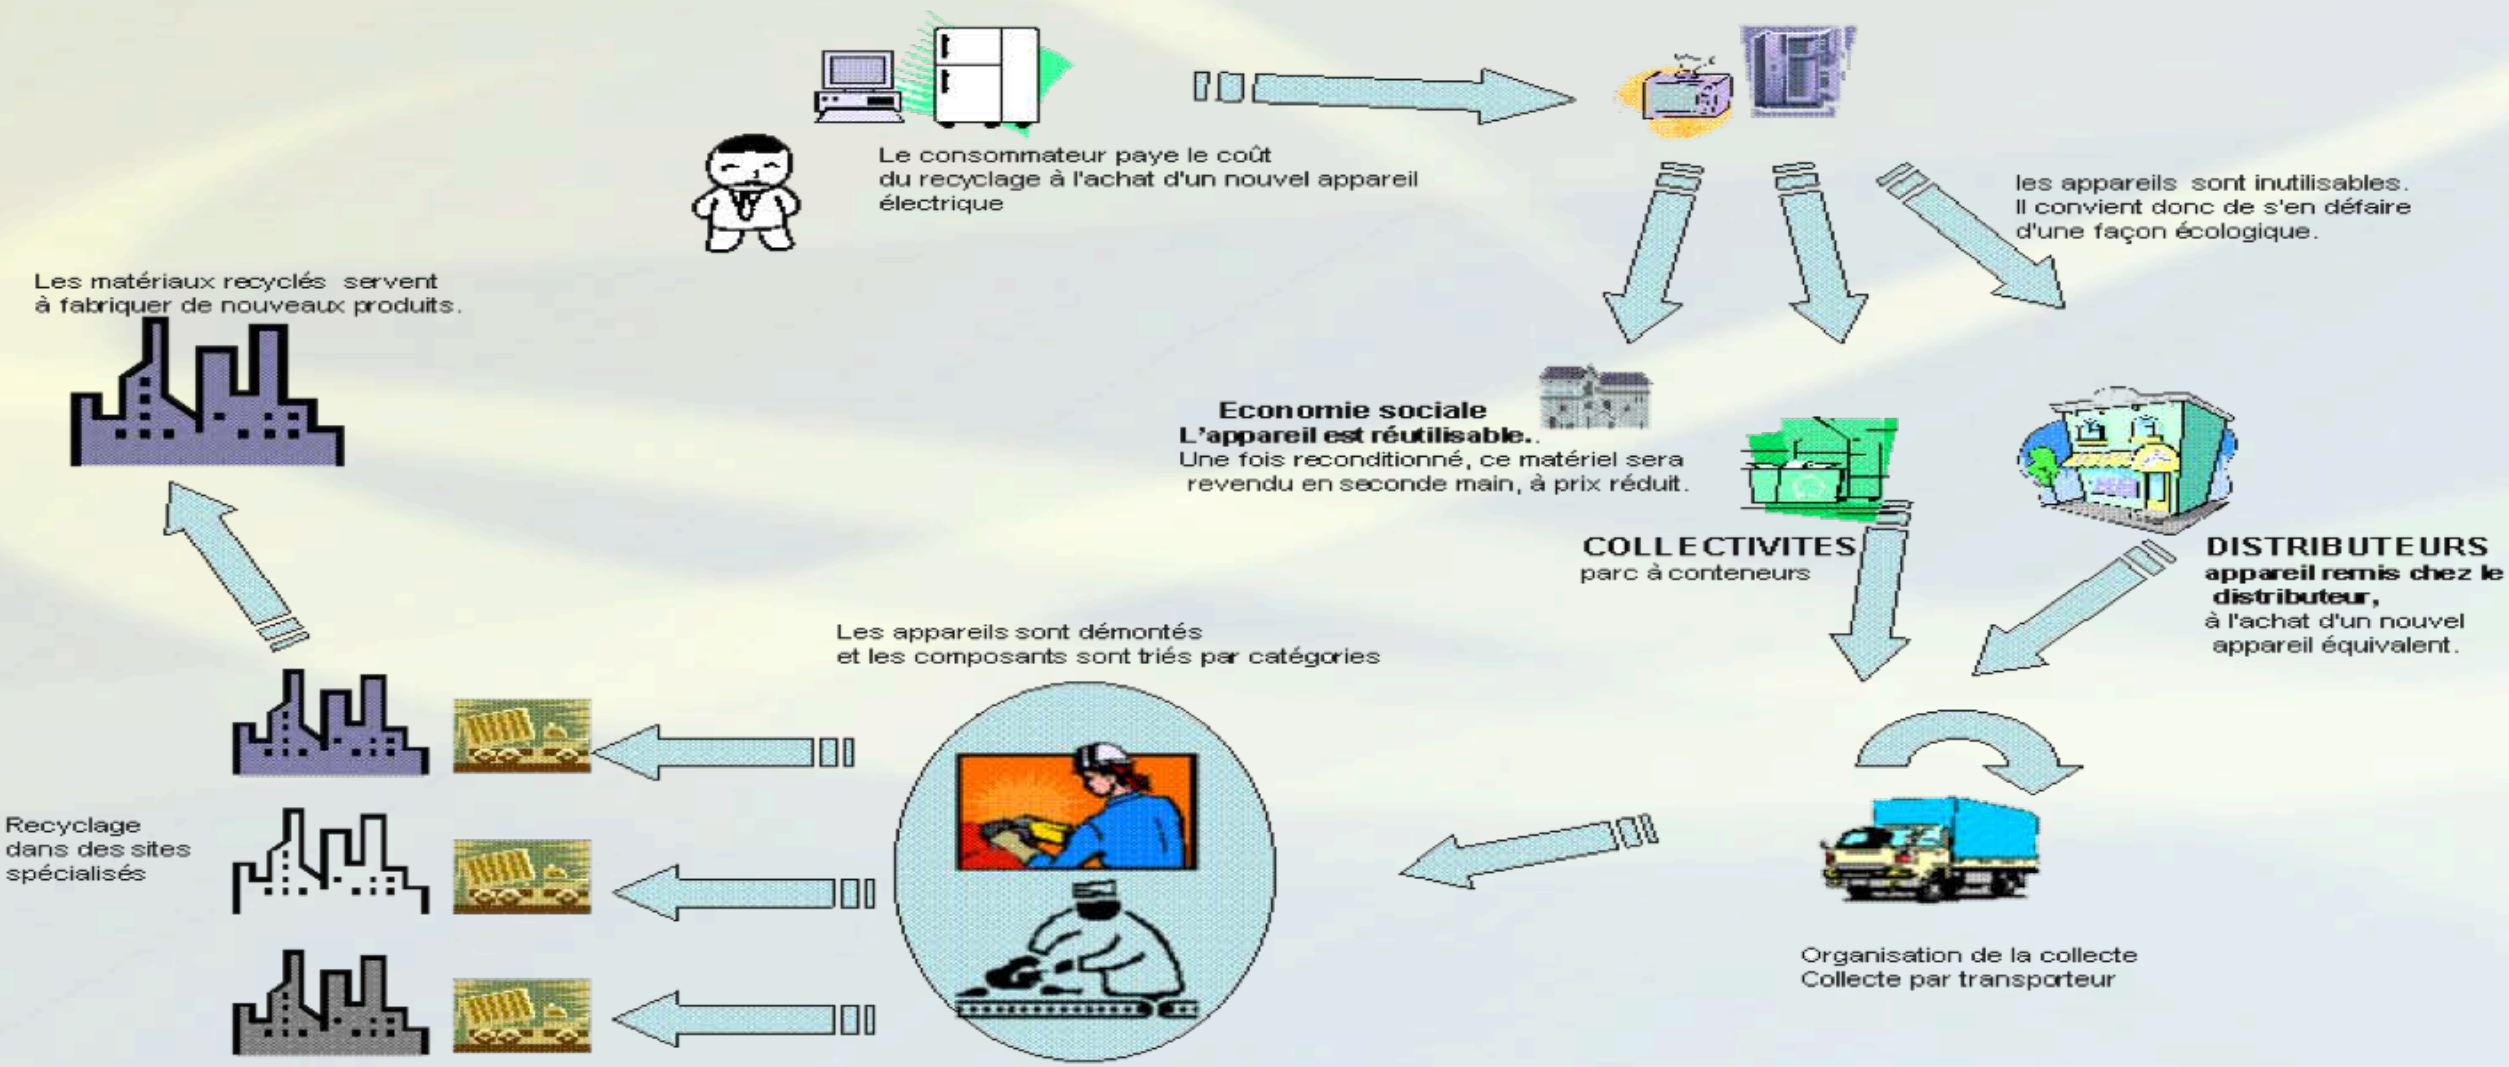 Le consommateur paye le coût
du recyclage à l'achat d'un nouvel appareil
électrique
les appareils sont inutilisables.
Il convient donc de s'en défaire
d'une façon écologique.
Les matériaux recyclés servent
à fabriquer de nouveaux produits.
Economie sociale
L'appareil est réutilisable..
Une fois reconditionné, ce matériel sera
revendu en seconde main, à prix réduit.
COLLECTIVITES
parc à conteneurs
DISTRIBUTEURS
appareil remis chez le
distributeur,
à l'achat d'un nouvel
appareil équivalent.
Les appareils sont démontés
et les composants sont triés par catégories
Recyclage
dans des sites
spécialisés
Organisation de la collecte
Collecte par transporteur